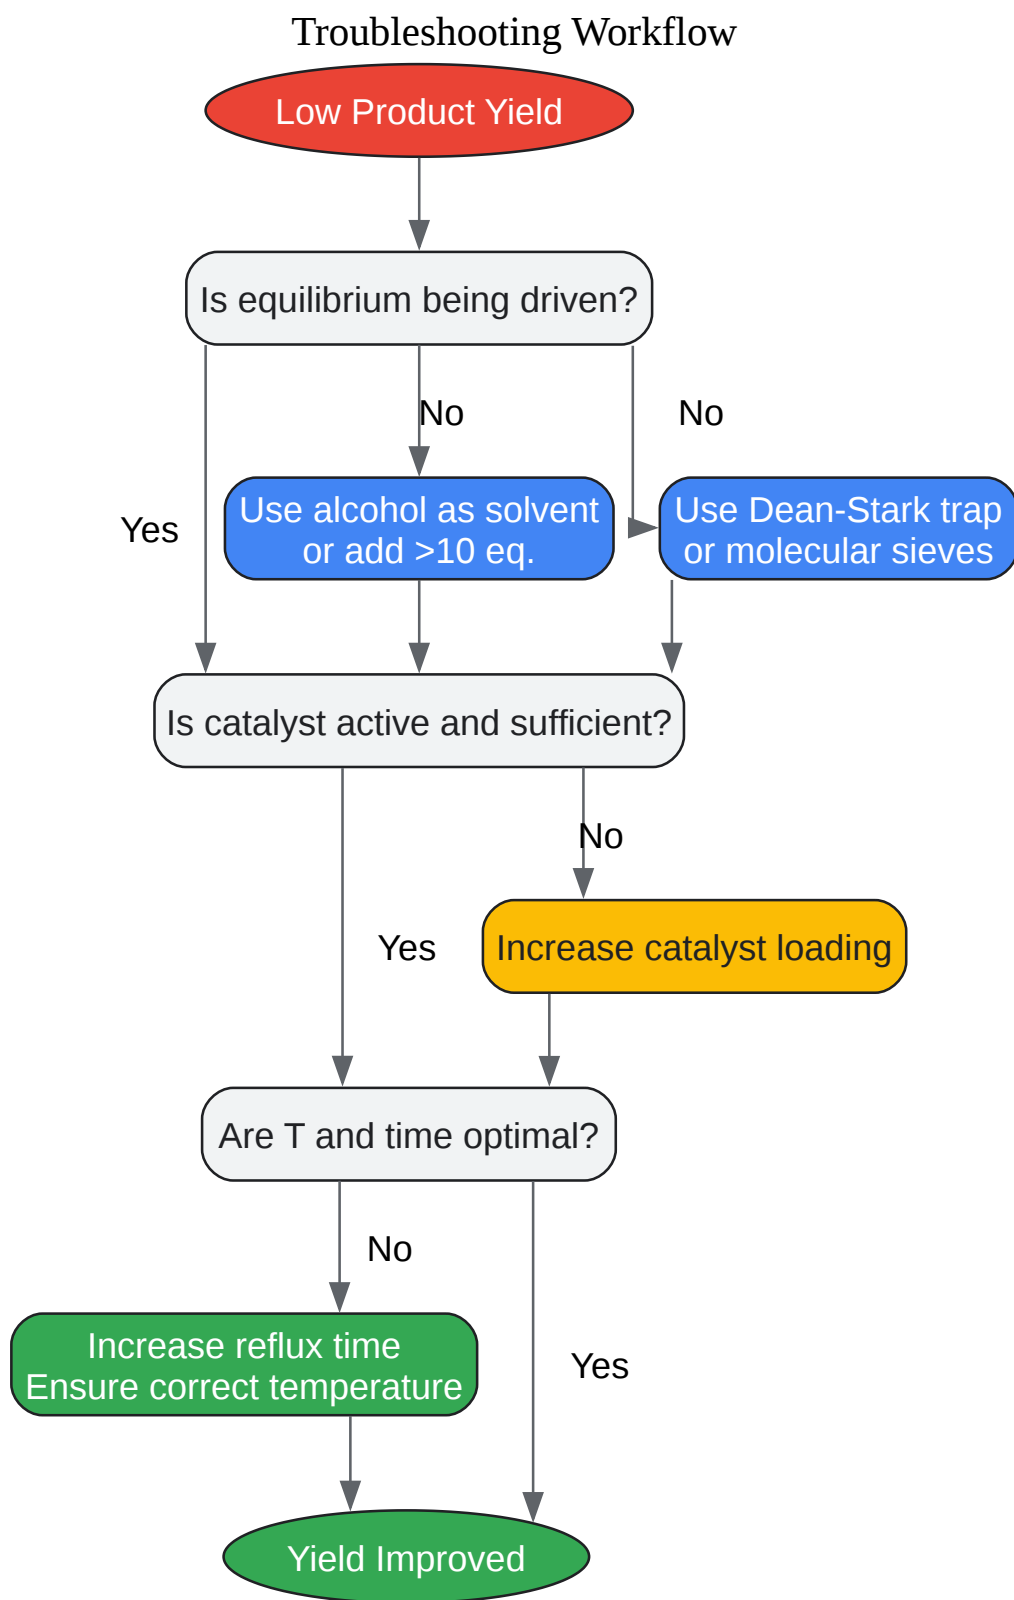 Troubleshooting Workflow
Low Product Yield
Is equilibrium being driven?
No
No
Yes
Use alcohol as solvent
or add >10 eq.
Use Dean-Stark trap
or molecular sieves
Is catalyst active and sufficient?
No
Yes
Increase catalyst loading
Are T and time optimal?
No
Increase reflux time
Ensure correct temperature
Yes
Yield Improved